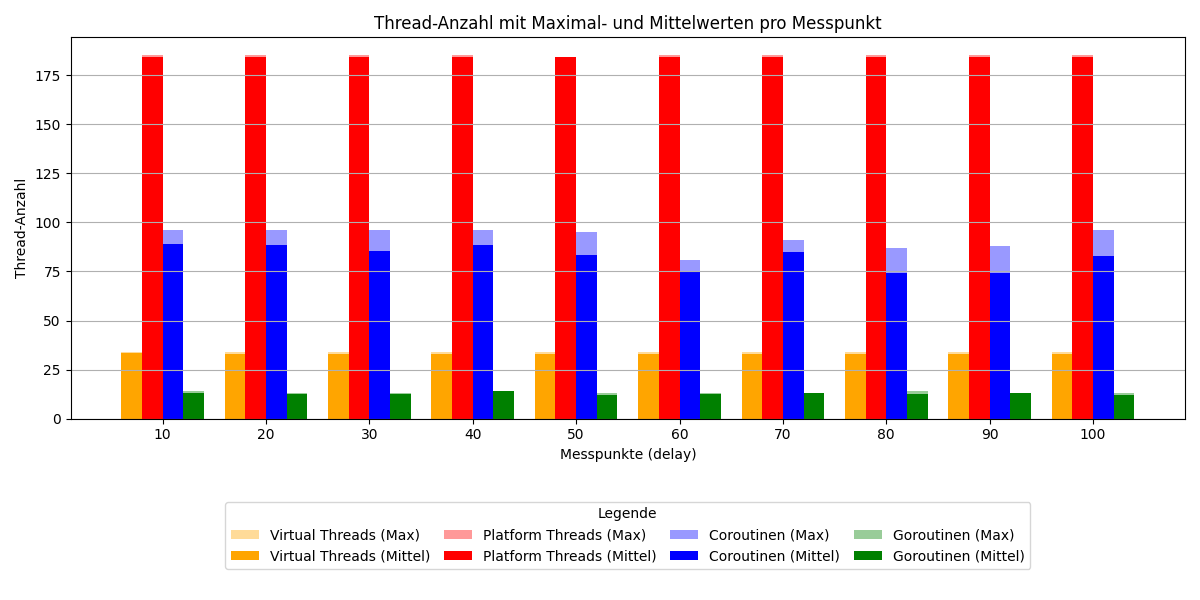 Thread-Anzahl mit Maximal- und Mittelwerten pro Messpunkt
Thread-Anzahl
175
150
125
100
75
50
25
0
10 20 30 40 50 60 70 80 90 100
Messpunkte (delay)
Legende
Virtual Threads (Max) Platform Threads (Max) Coroutinen (Max) Goroutinen (Max)
Virtual Threads (Mittel) Platform Threads (Mittel) Coroutinen (Mittel) Goroutinen (Mittel)